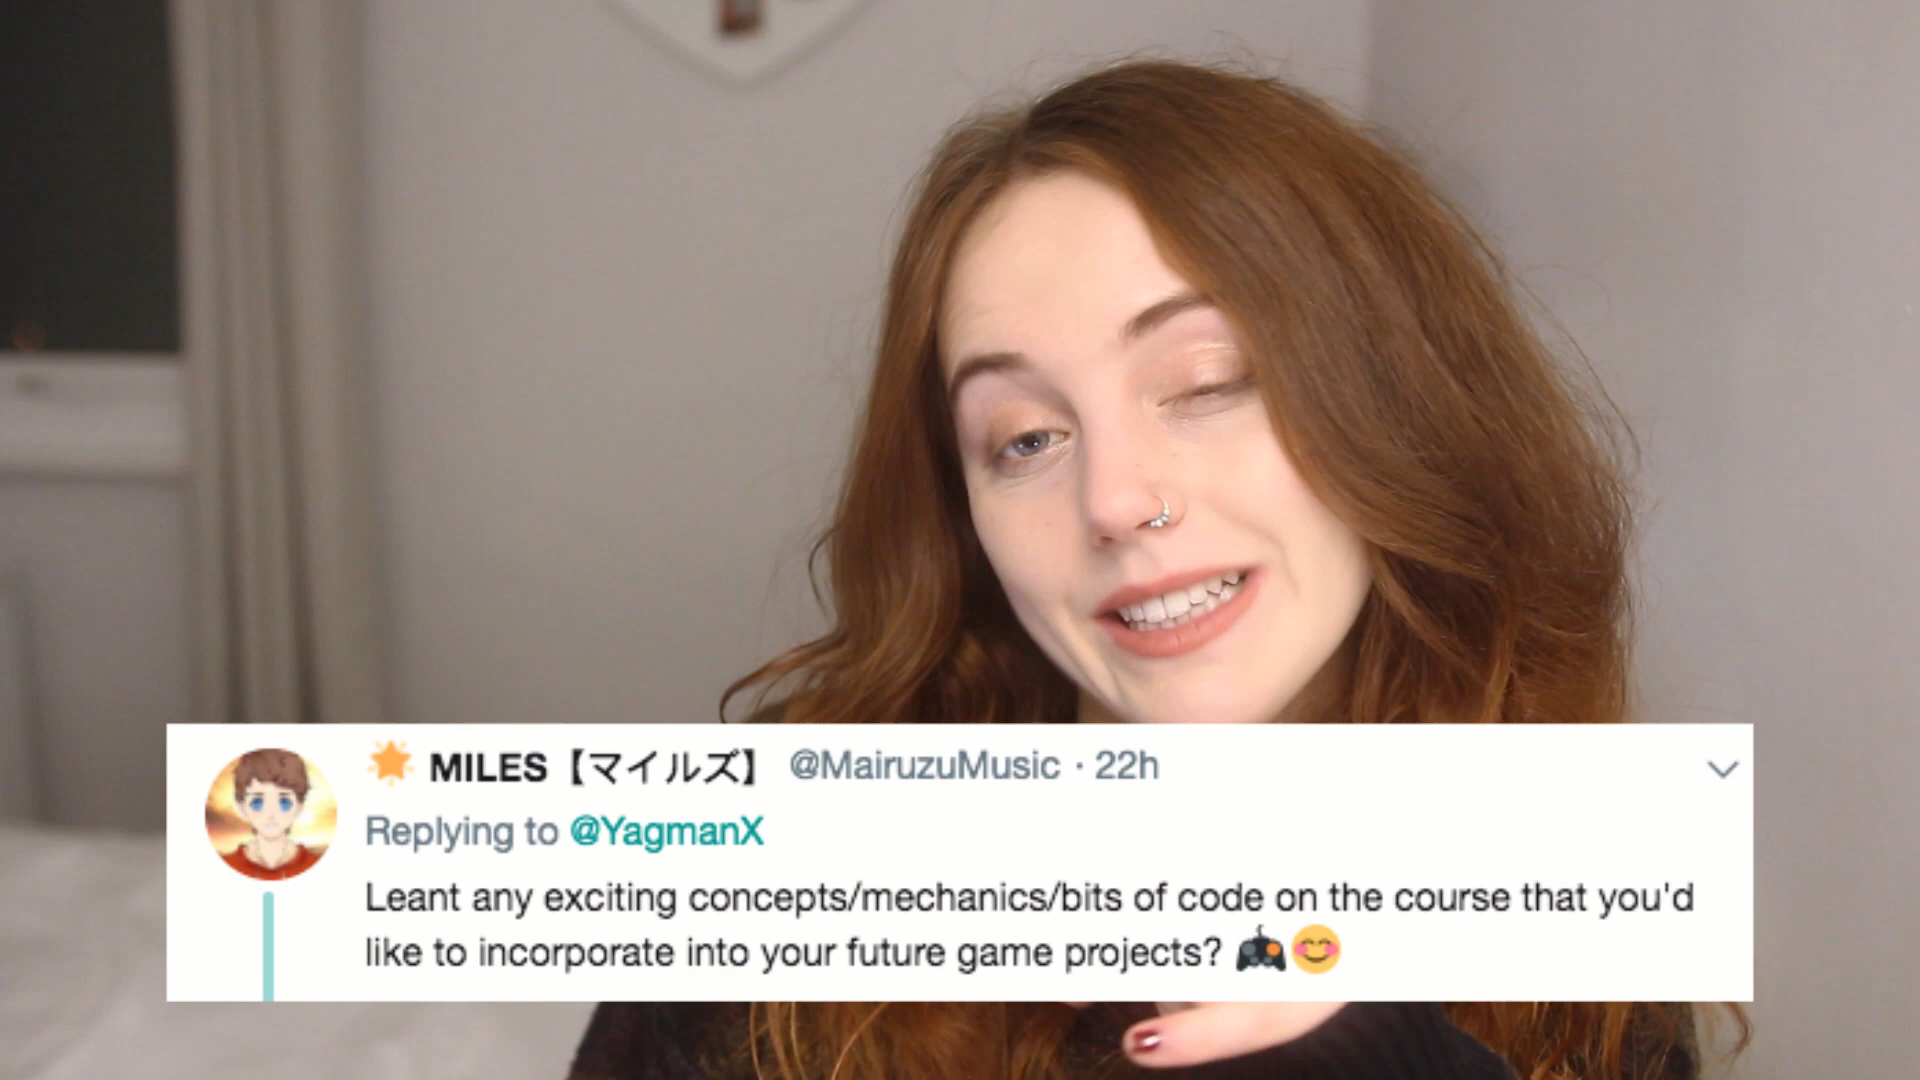 MILES【マイルズ】 @MairuzuMusic · 22h
Replying to @YagmanX
Leant any exciting concepts/mechanics/bits of code on the course that you'd
like to incorporate into your future game projects? 🎮😊